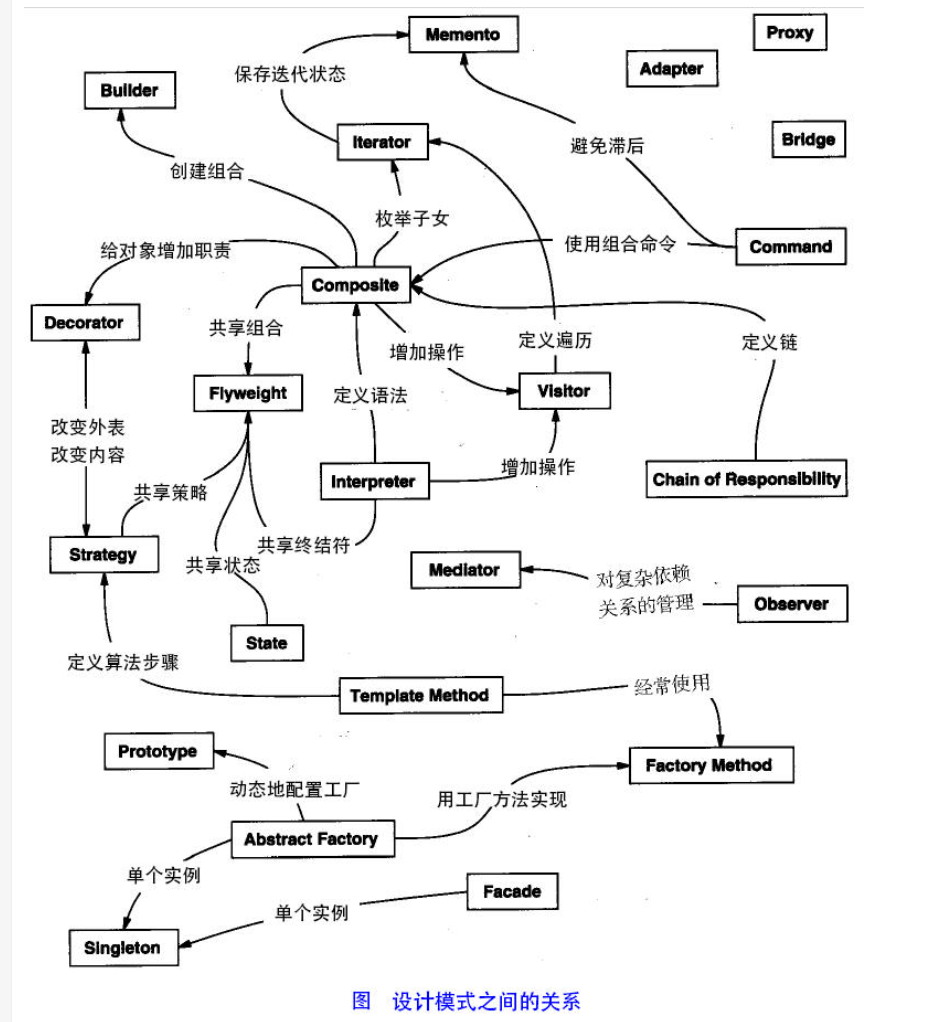 Memento
Proxy
Adapter
保存迭代状态
Builder
Iterator
Bridge
避免滞后
创建组合
枚举子女
给对象增加职责
使用组合命令
Command
Composite
Decorator
共享组合
增加操作
定义遍历
定义链
Flyweight
定义语法
Visitor
改变外表
改变内容
增加操作
Interpreter
Chain of Responsibility
共享策略
Strategy
共享终结符
共享状态
Mediator
对复杂依赖
关系的管理
Observer
State
定义算法步骤
Template Method
经常使用
Prototype
Factory Method
动态地配置工厂
用工厂方法实现
Abstract Factory
单个实例
Facade
单个实例
Singleton
图 设计模式之间的关系